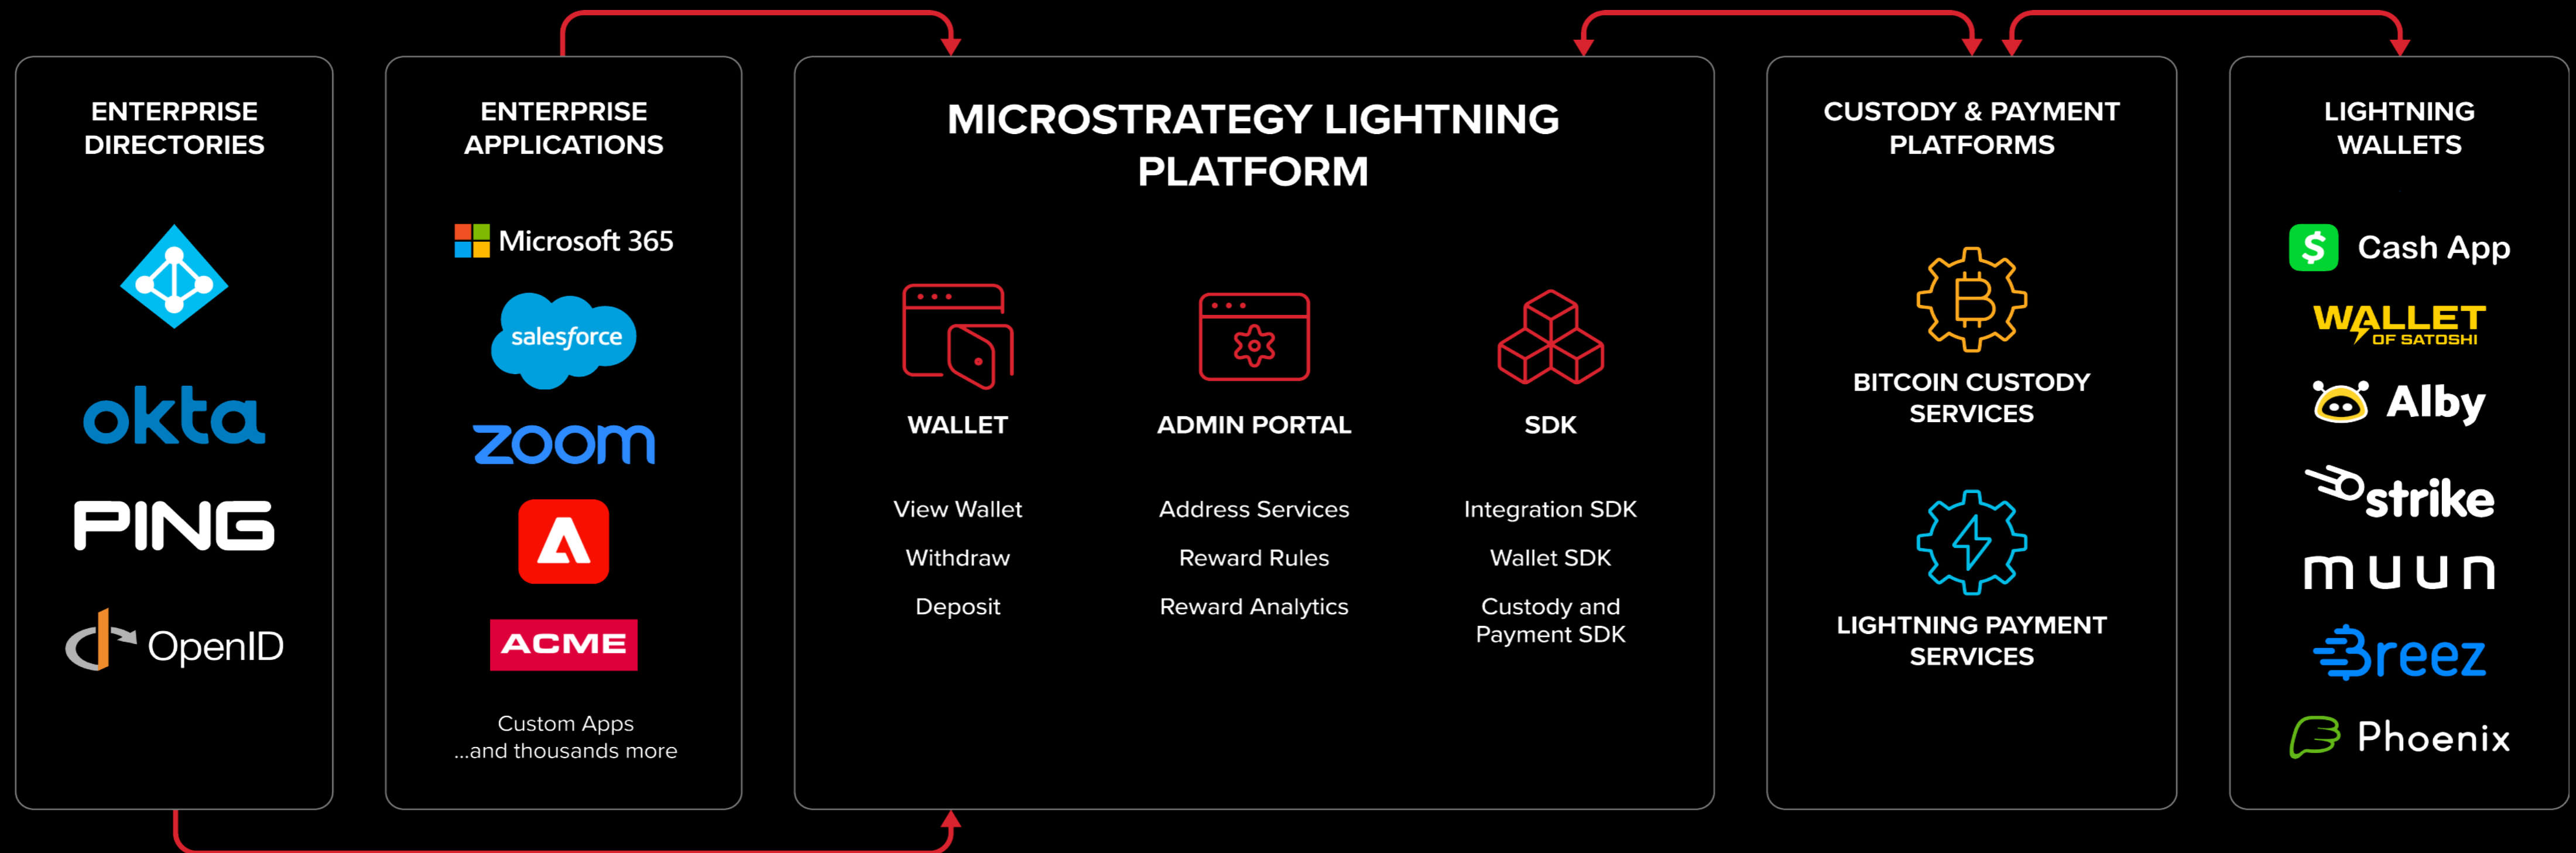 ENTERPRISE
DIRECTORIES
okta
PING
OpenID
ENTERPRISE
APPLICATIONS
Microsoft 365
salesforce
zoom
ACME
Custom Apps
...and thousands more
MICROSTRATEGY LIGHTNING
PLATFORM
WALLET
View Wallet
Withdraw
Deposit
ADMIN PORTAL
Address Services
Reward Rules
Reward Analytics
SDK
Integration SDK
Wallet SDK
Custody and
Payment SDK
CUSTODY & PAYMENT
PLATFORMS
BITCOIN CUSTODY
SERVICES
LIGHTNING PAYMENT
SERVICES
LIGHTNING
WALLETS
Cash App
WALLET
OF SATOSHI
Alby
strike
muun
Breez
Phoenix